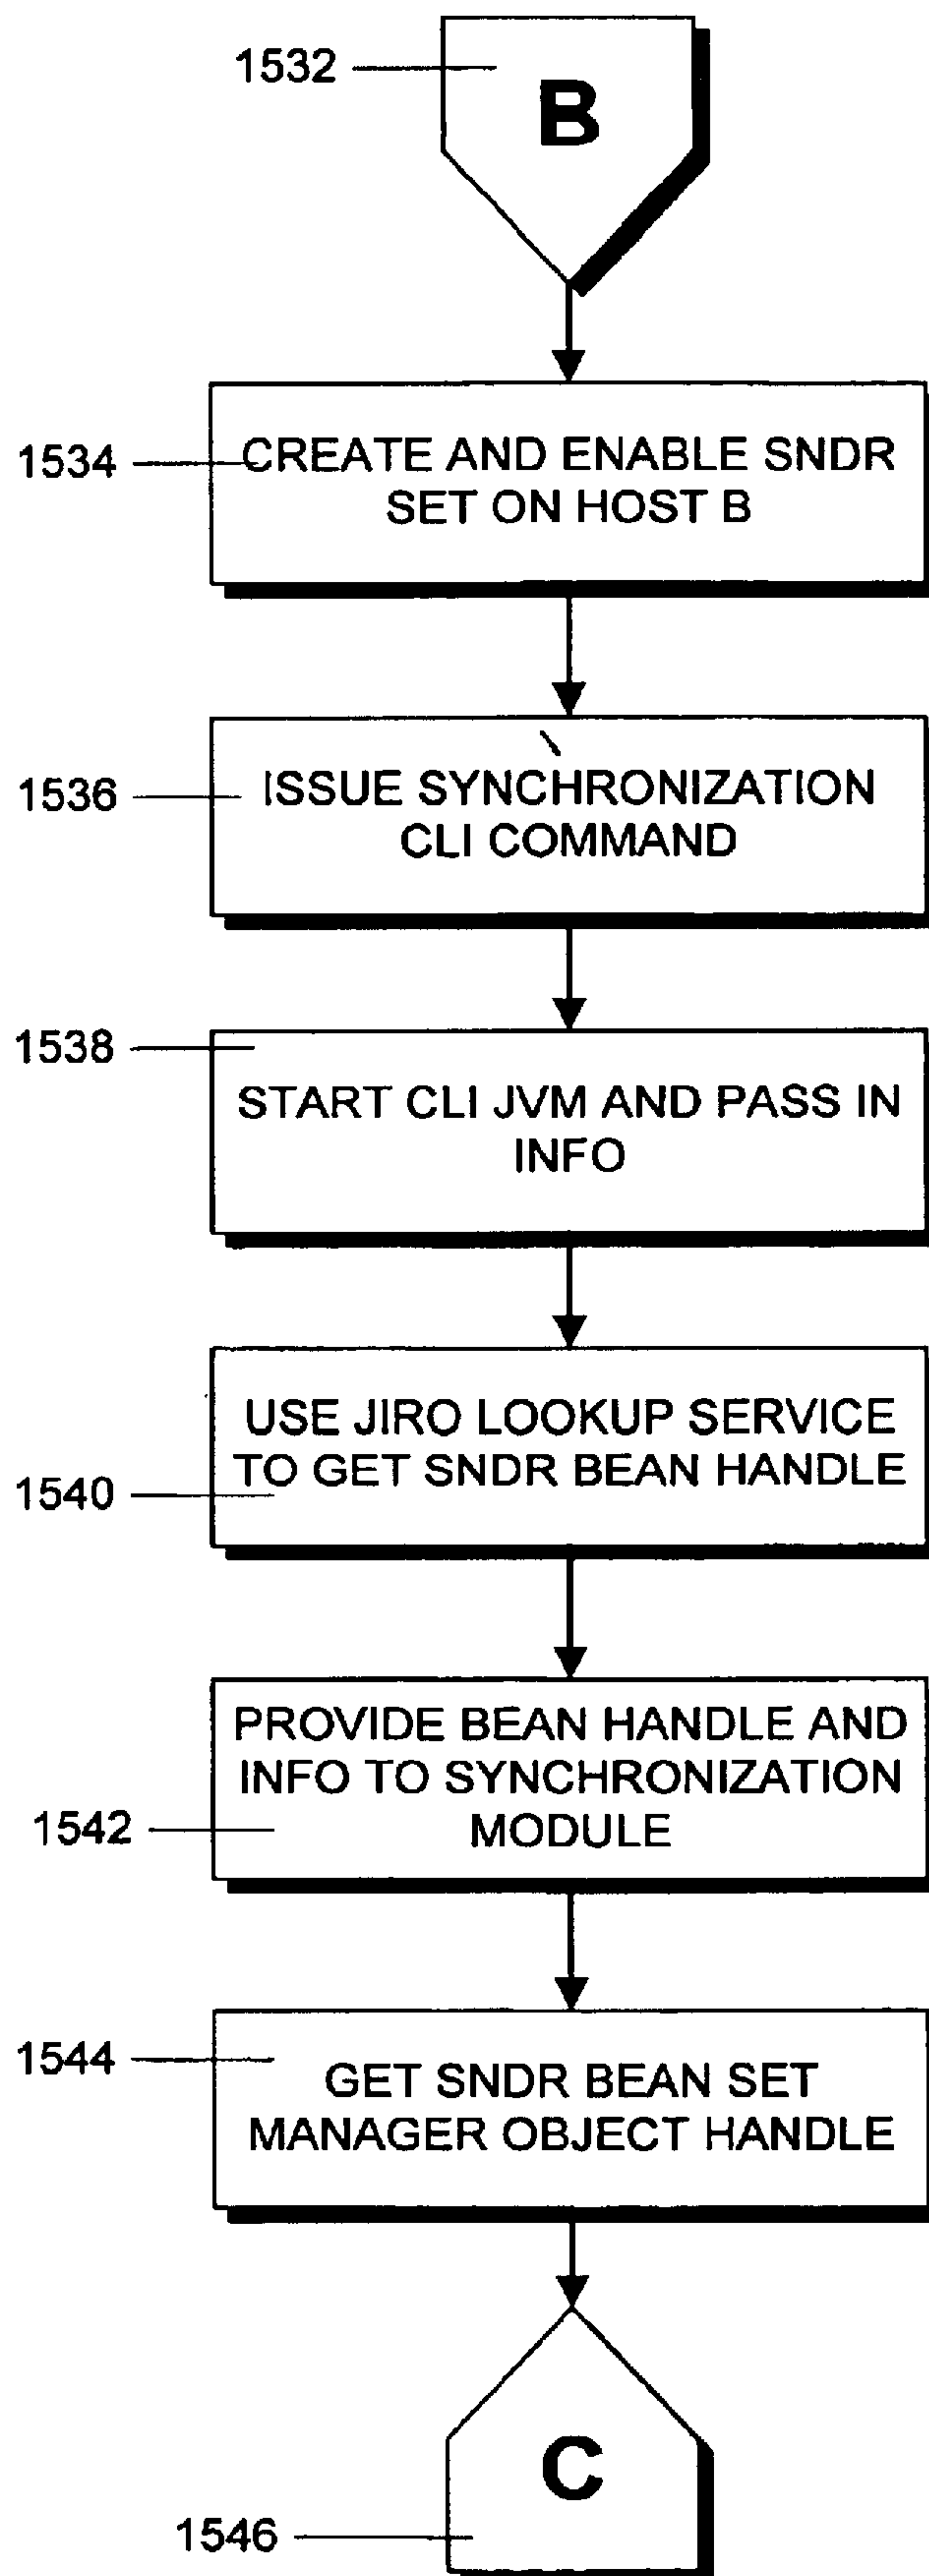 1532
B
1534
CREATE AND ENABLE SNDR
SET ON HOST B
1536
ISSUE SYNCHRONIZATION
CLI COMMAND
1538
START CLI JVM AND PASS IN
INFO
USE JIRO LOOKUP SERVICE
TO GET SNDR BEAN HANDLE
1540
PROVIDE BEAN HANDLE AND
INFO TO SYNCHRONIZATION
MODULE
1542
1544
GET SNDR BEAN SET
MANAGER OBJECT HANDLE
C
1546